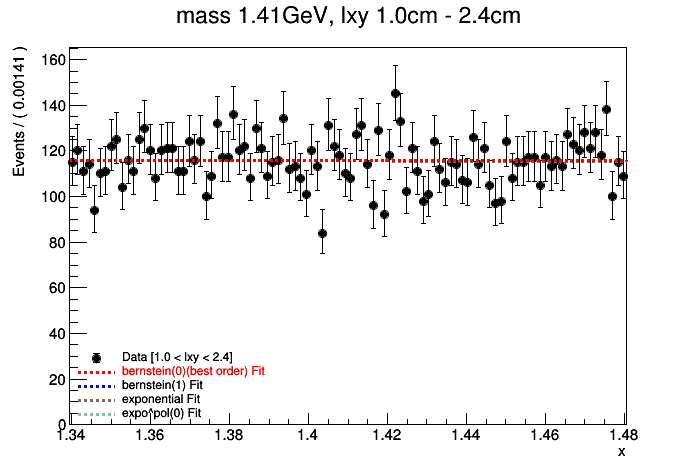 mass 1.41GeV, lxy 1.0cm - 2.4cm
Events / ( 0.00141 )
160
140
120
100
80
60
40
20
0
Data [1.0 < lxy < 2.4]
bernstein(0)(best order) Fit
bernstein(1) Fit
exponential Fit
expo^pol(0) Fit
1.34 1.36 1.38 1.4 1.42 1.44 1.46 1.48
x